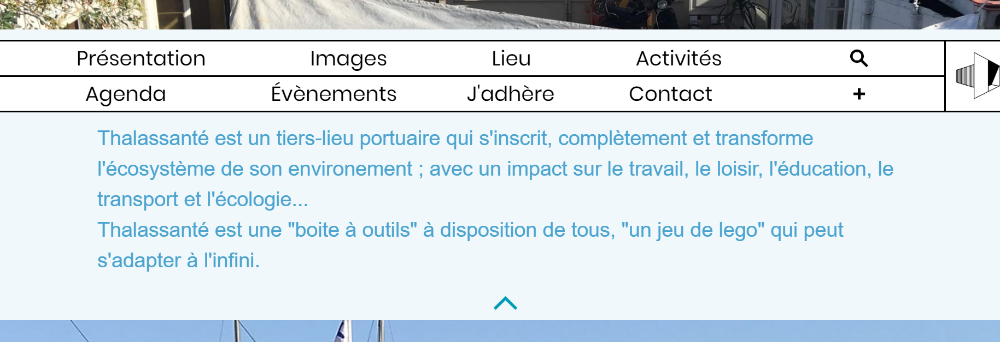 Présentation Images Lieu Activités
Agenda Évènements J'adhère Contact +
Thalassanté est un tiers-lieu portuaire qui s'inscrit, complètement et transforme
l'écosystème de son environement ; avec un impact sur le travail, le loisir, l'éducation, le
transport et l'écologie...
Thalassanté est une "boite à outils" à disposition de tous, "un jeu de lego" qui peut
s'adapter à l'infini.